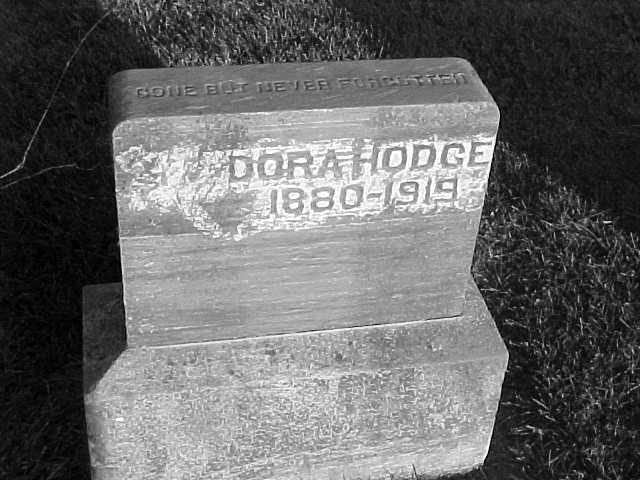 GONE BUT NEVER FORGOTTEN
DORA HODGE
1880-1919